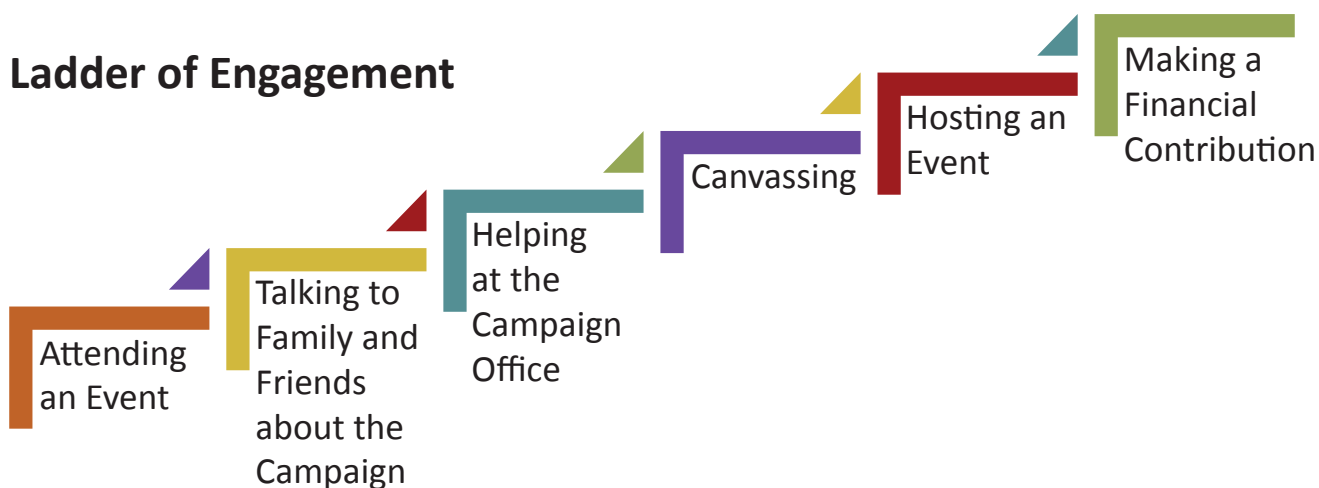 Ladder of Engagement
Attending
an Event
Talking to
Family and
Friends
about the
Campaign
Helping
at the
Campaign
Office
Canvassing
Hosting an
Event
Making a
Financial
Contribution